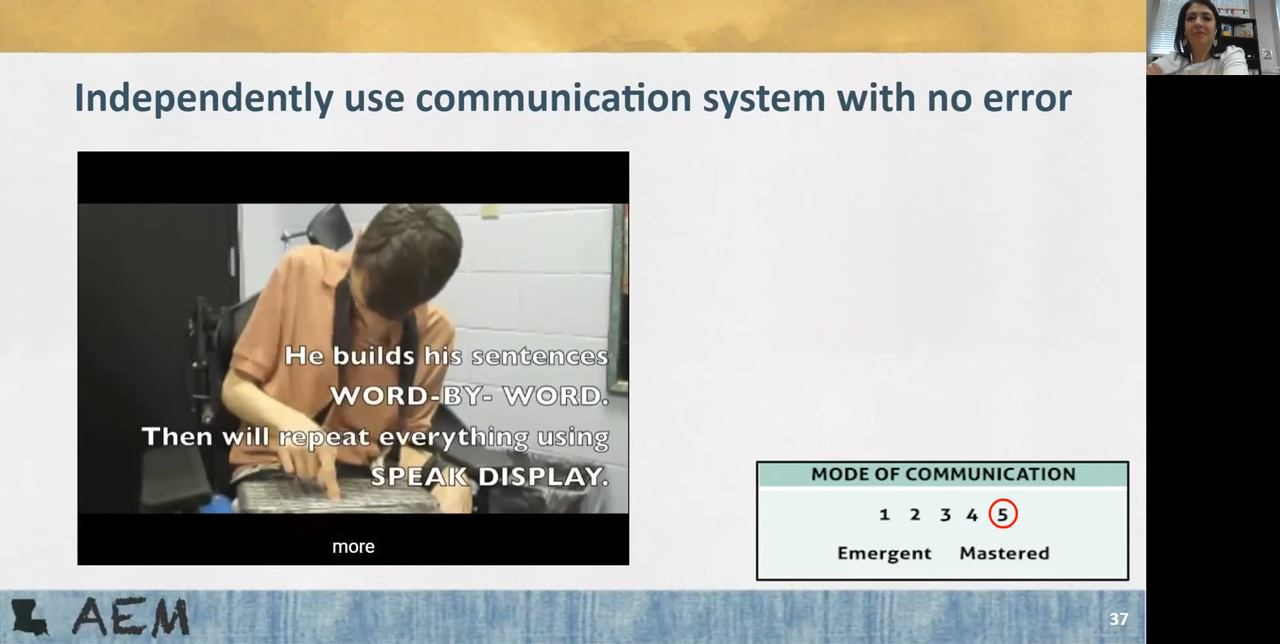 Independently use communication system with no error
He builds his sentences
WORD-BY- WORD.
Then will repeat everything using
SPEAK DISPLAY.
more
MODE OF COMMUNICATION
1 2 3 4 5
Emergent Mastered
AEM
37